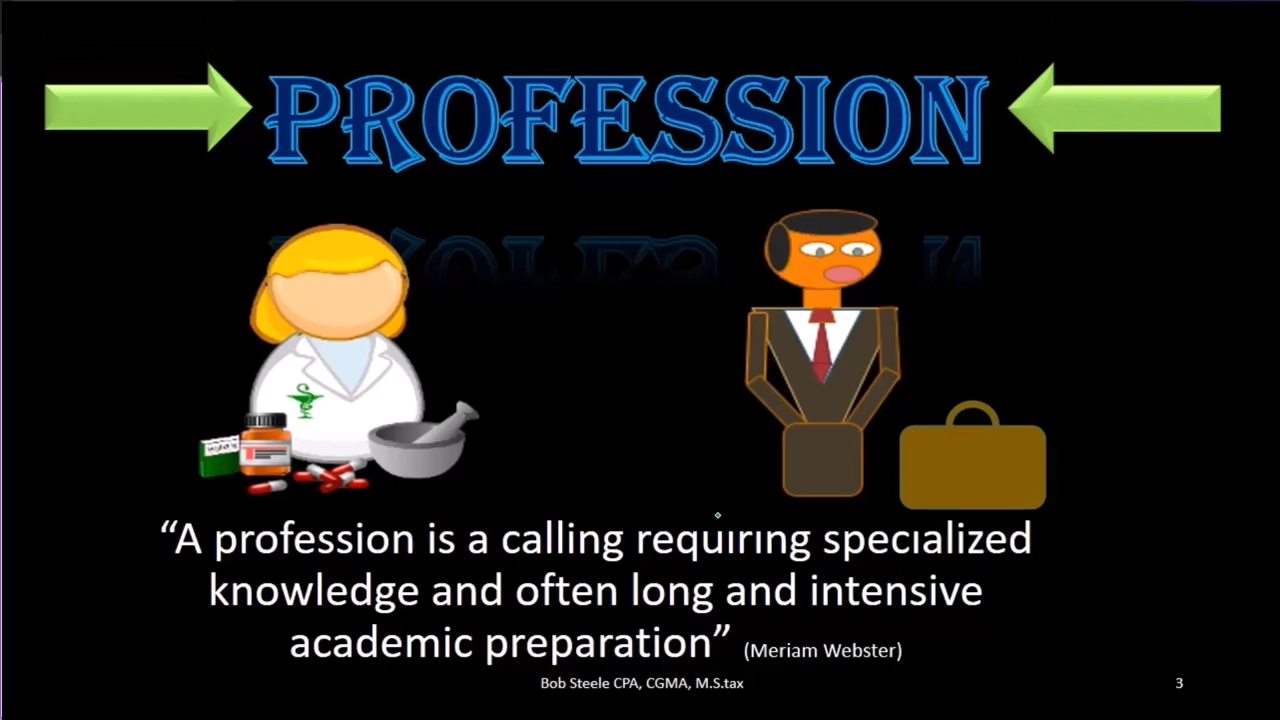 PROFESSION
“A profession is a calling requiring specialized
knowledge and often long and intensive
academic preparation” (Meriam Webster)
Bob Steele CPA, CGMA, M.S.tax
3